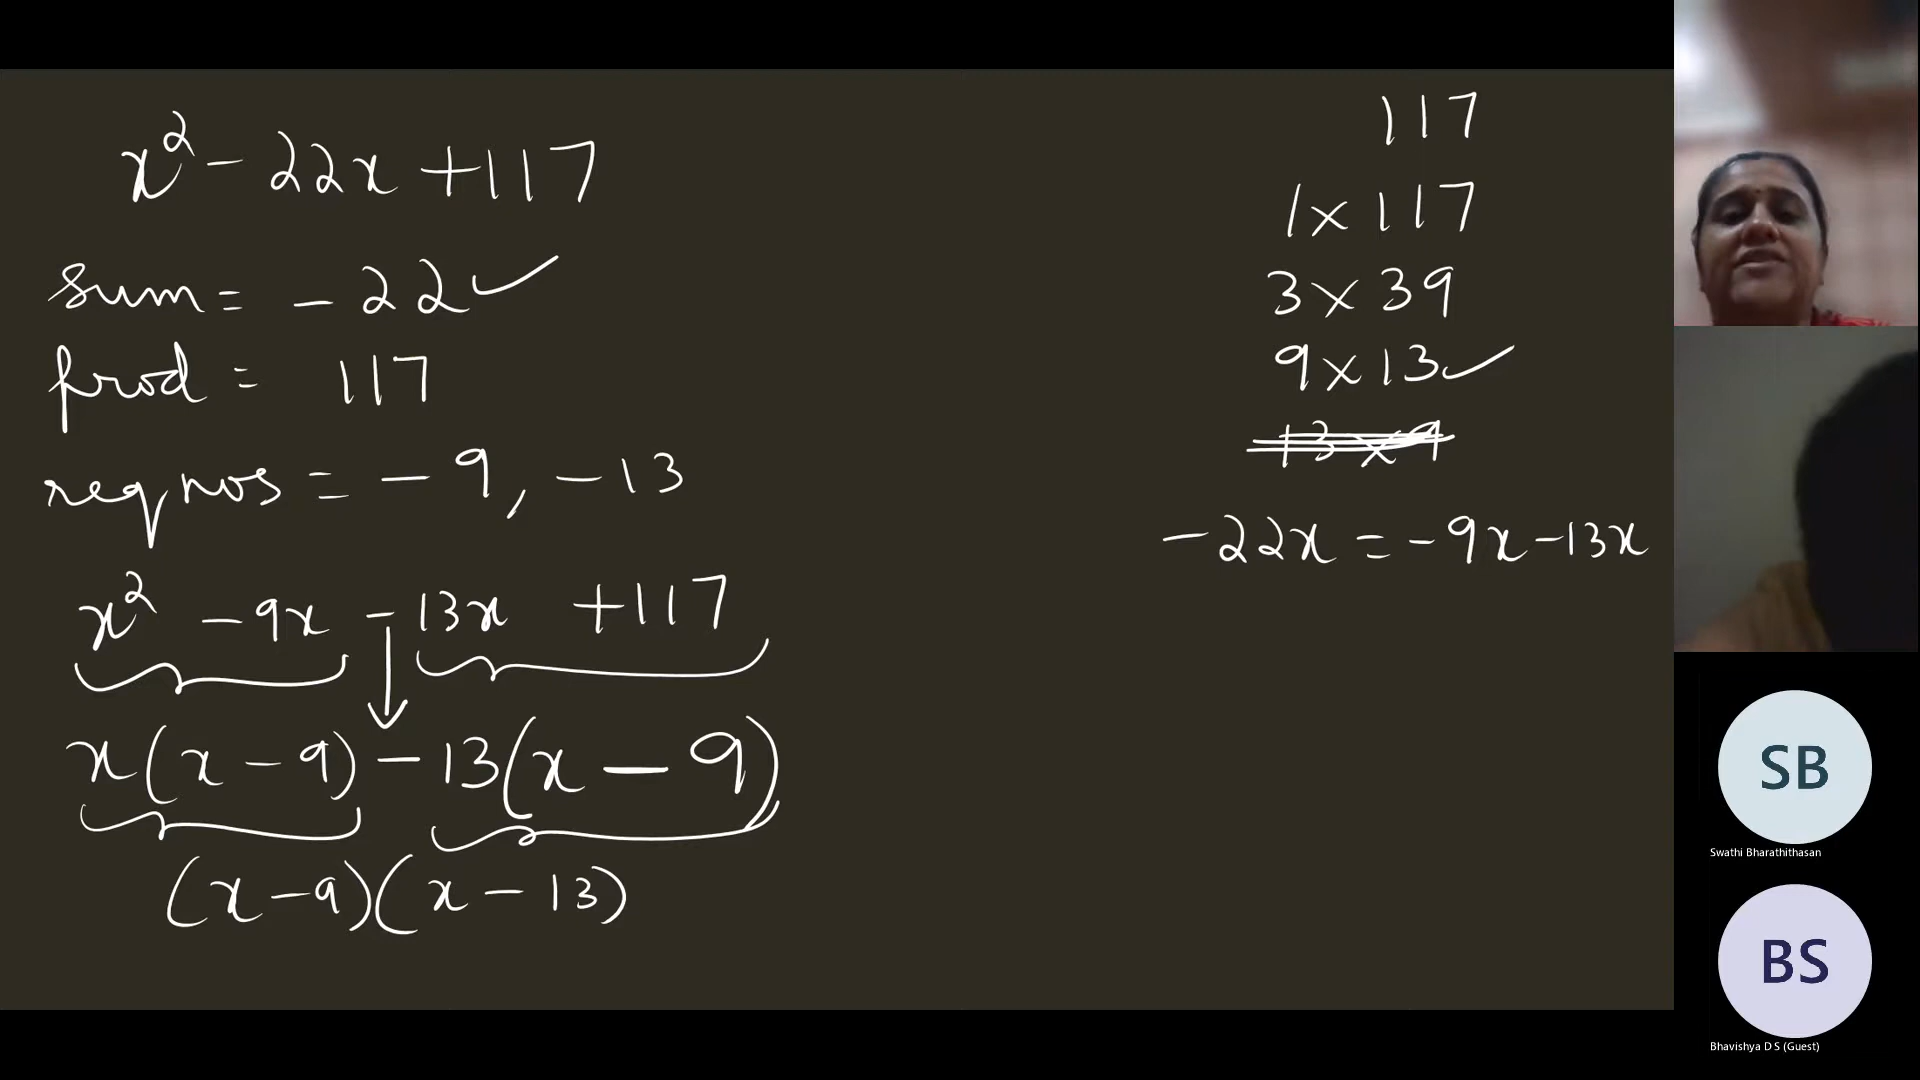 x² - 22x + 117
sum = - 22 ✓
prod = 117
req nos = - 9, - 13
x² - 9x - 13x + 117
x(x - 9) - 13(x - 9)
(x - 9)(x - 13)
117
1 x 117
3 x 39
9 x 13 ✓
13 x 9
-22x = -9x - 13x
SB
Swathi Bharathithasan
BS
Bhavishya D S (Guest)